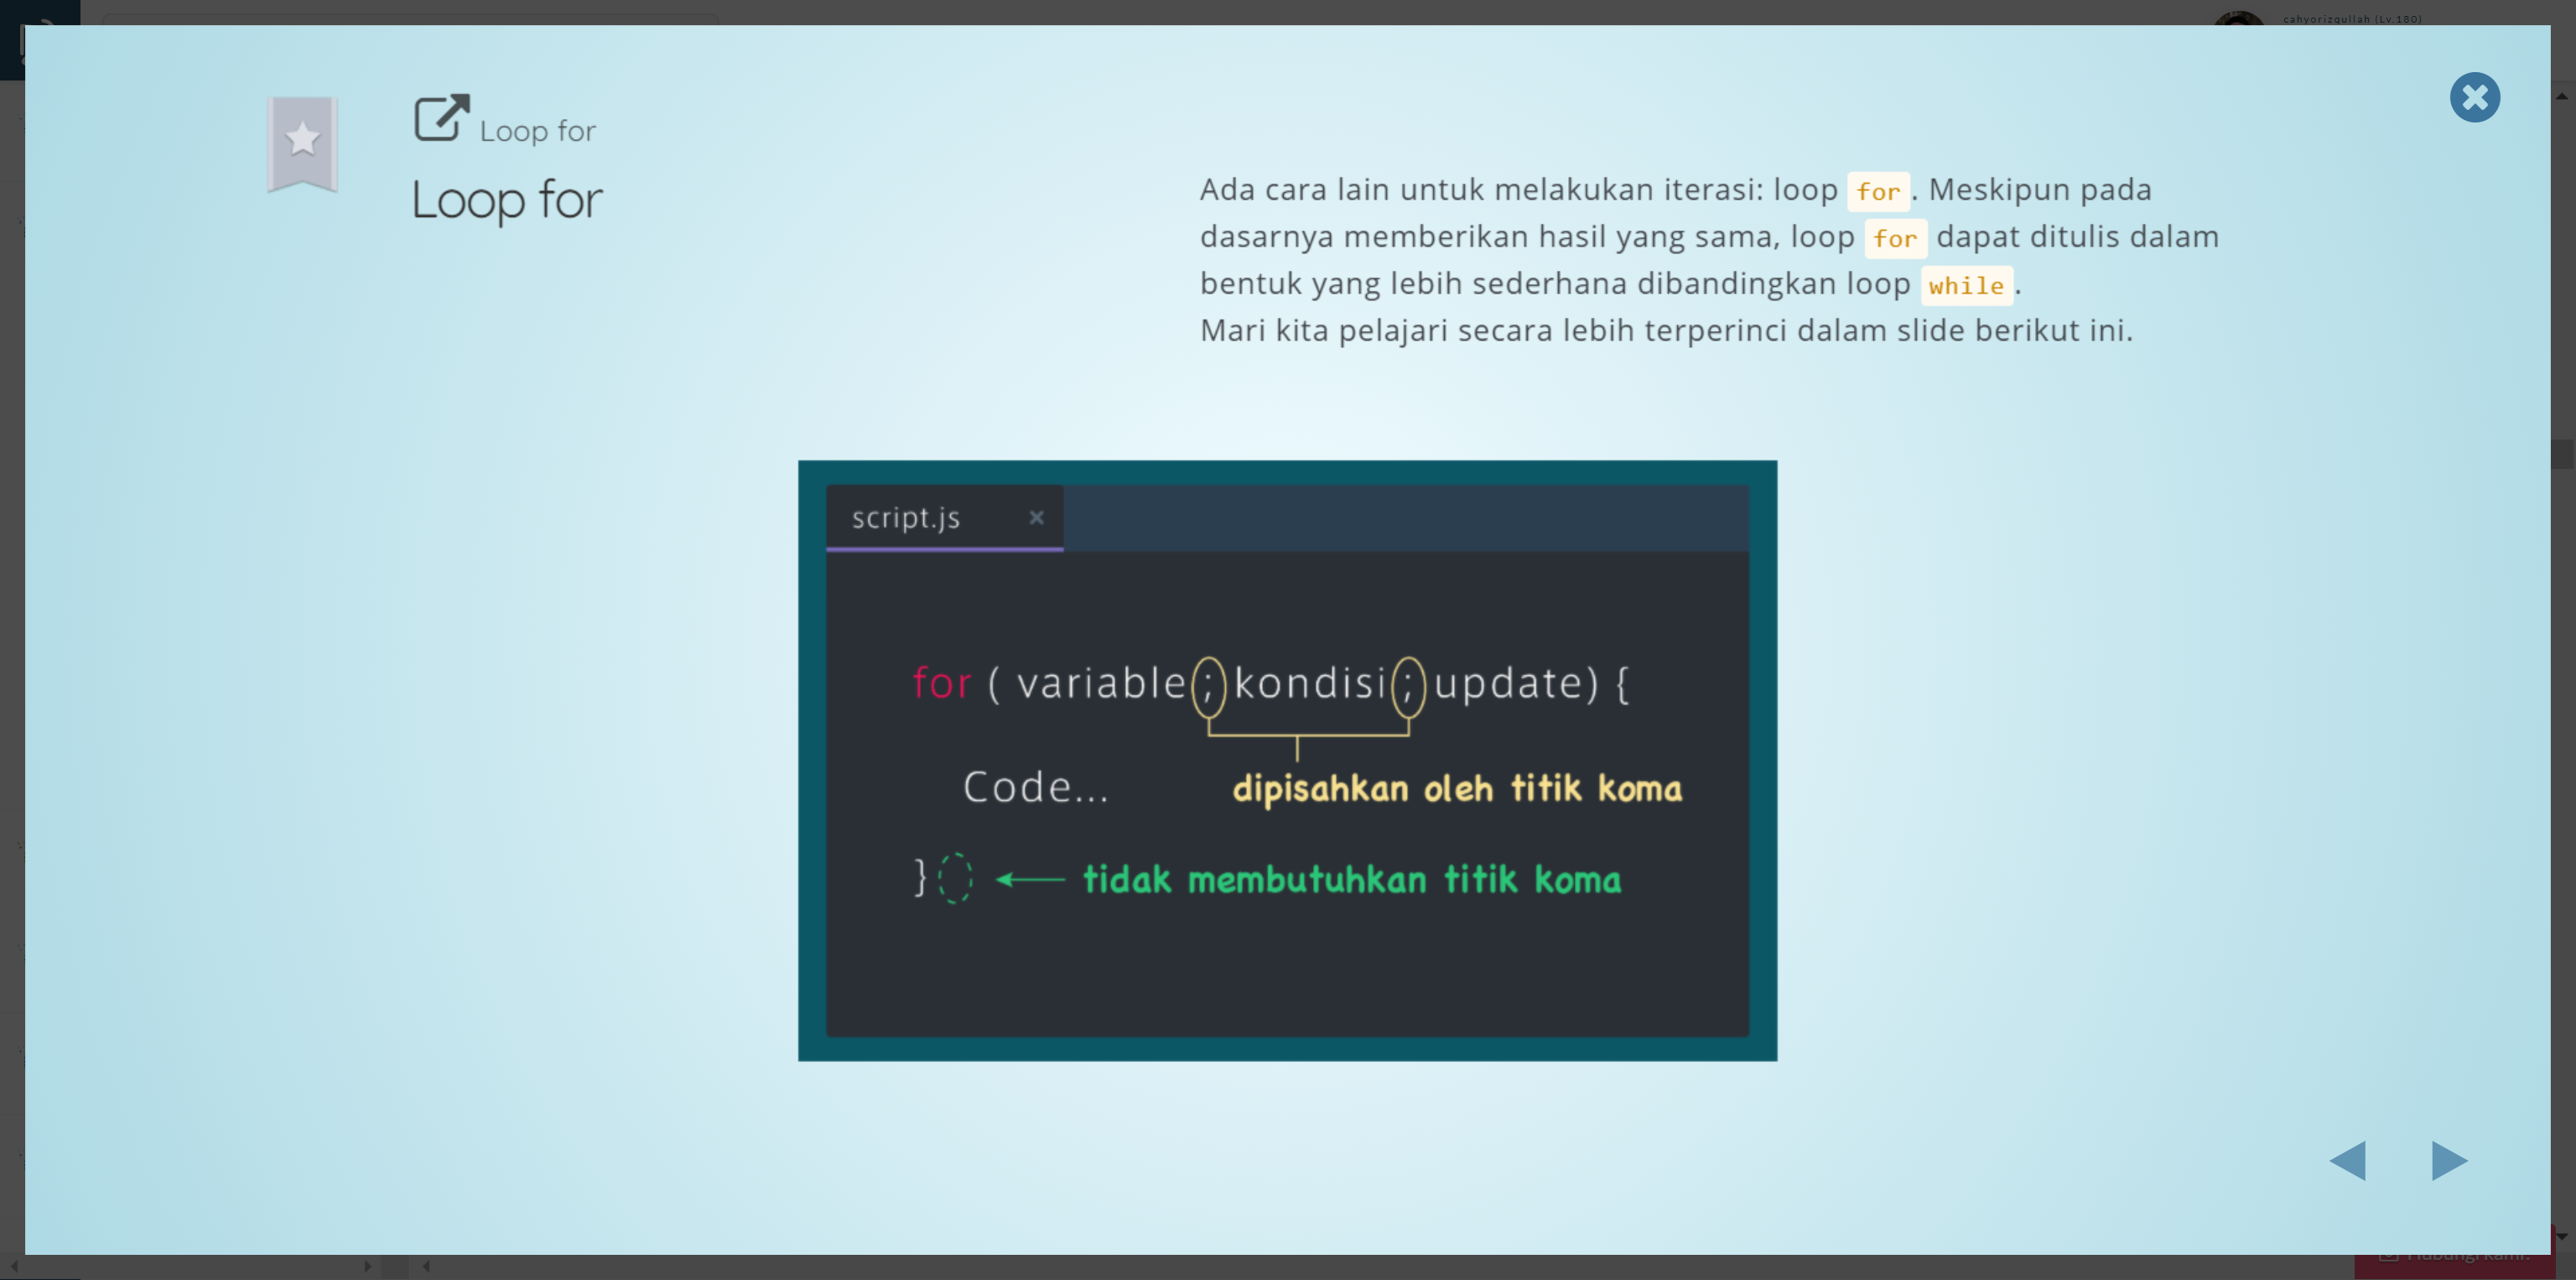 cahyorizqullah (Lv.180)
Loop for
Loop for
Ada cara lain untuk melakukan iterasi: loop for. Meskipun pada
dasarnya memberikan hasil yang sama, loop for dapat ditulis dalam
bentuk yang lebih sederhana dibandingkan loop while.
Mari kita pelajari secara lebih terperinci dalam slide berikut ini.
script.js
for ( variable; kondisi; update) {
Code... dipisahkan oleh titik koma
} tidak membutuhkan titik koma